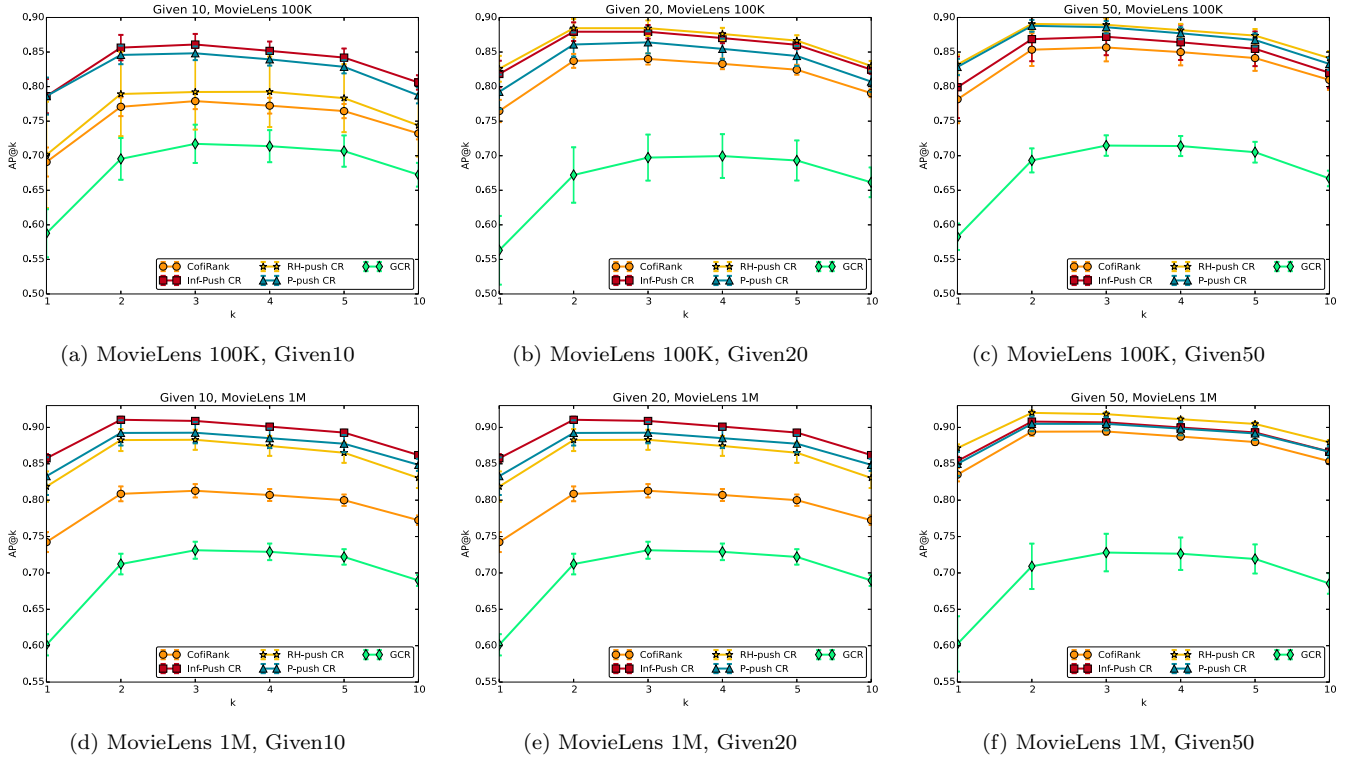 Given 10, MovieLens 100K
0.90
0.85
0.80
0.75
0.70
0.65
0.60
0.55
0.50
AP@k
1 2 3 4 5 10
k
CofiRank RH-push CR GCR
Inf-Push CR P-push CR
(a) MovieLens 100K, Given10
Given 20, MovieLens 100K
0.90
0.85
0.80
0.75
0.70
0.65
0.60
0.55
0.50
AP@k
1 2 3 4 5 10
k
CofiRank RH-push CR GCR
Inf-Push CR P-push CR
(b) MovieLens 100K, Given20
Given 50, MovieLens 100K
0.90
0.85
0.80
0.75
0.70
0.65
0.60
0.55
0.50
AP@k
1 2 3 4 5 10
k
CofiRank RH-push CR GCR
Inf-Push CR P-push CR
(c) MovieLens 100K, Given50
Given 10, MovieLens 1M
0.90
0.85
0.80
0.75
0.70
0.65
0.60
0.55
AP@k
1 2 3 4 5 10
k
CofiRank RH-push CR GCR
Inf-Push CR P-push CR
(d) MovieLens 1M, Given10
Given 20, MovieLens 1M
0.90
0.85
0.80
0.75
0.70
0.65
0.60
0.55
AP@k
1 2 3 4 5 10
k
CofiRank RH-push CR GCR
Inf-Push CR P-push CR
(e) MovieLens 1M, Given20
Given 50, MovieLens 1M
0.90
0.85
0.80
0.75
0.70
0.65
0.60
0.55
AP@k
1 2 3 4 5 10
k
CofiRank RH-push CR GCR
Inf-Push CR P-push CR
(f) MovieLens 1M, Given50